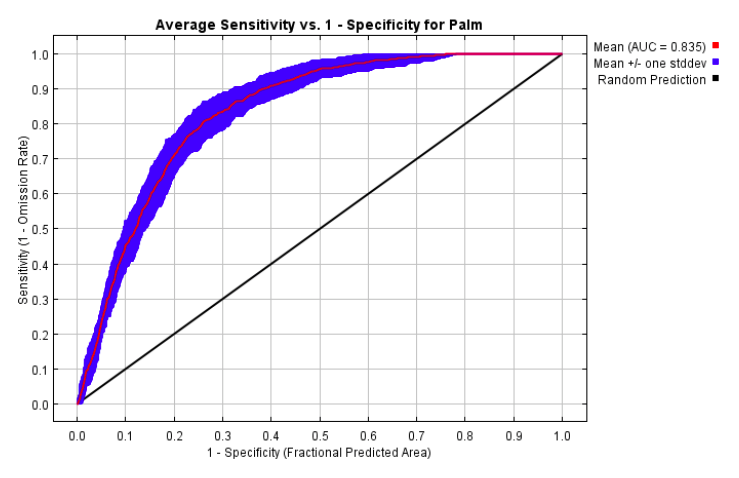 Average Sensitivity vs. 1 - Specificity for Palm
Mean (AUC = 0.835)
Mean +/- one stddev
Random Prediction
Sensitivity (1 - Omission Rate)
1.0
0.9
0.8
0.7
0.6
0.5
0.4
0.3
0.2
0.1
0.0
0.0 0.1 0.2 0.3 0.4 0.5 0.6 0.7 0.8 0.9 1.0
1 - Specificity (Fractional Predicted Area)